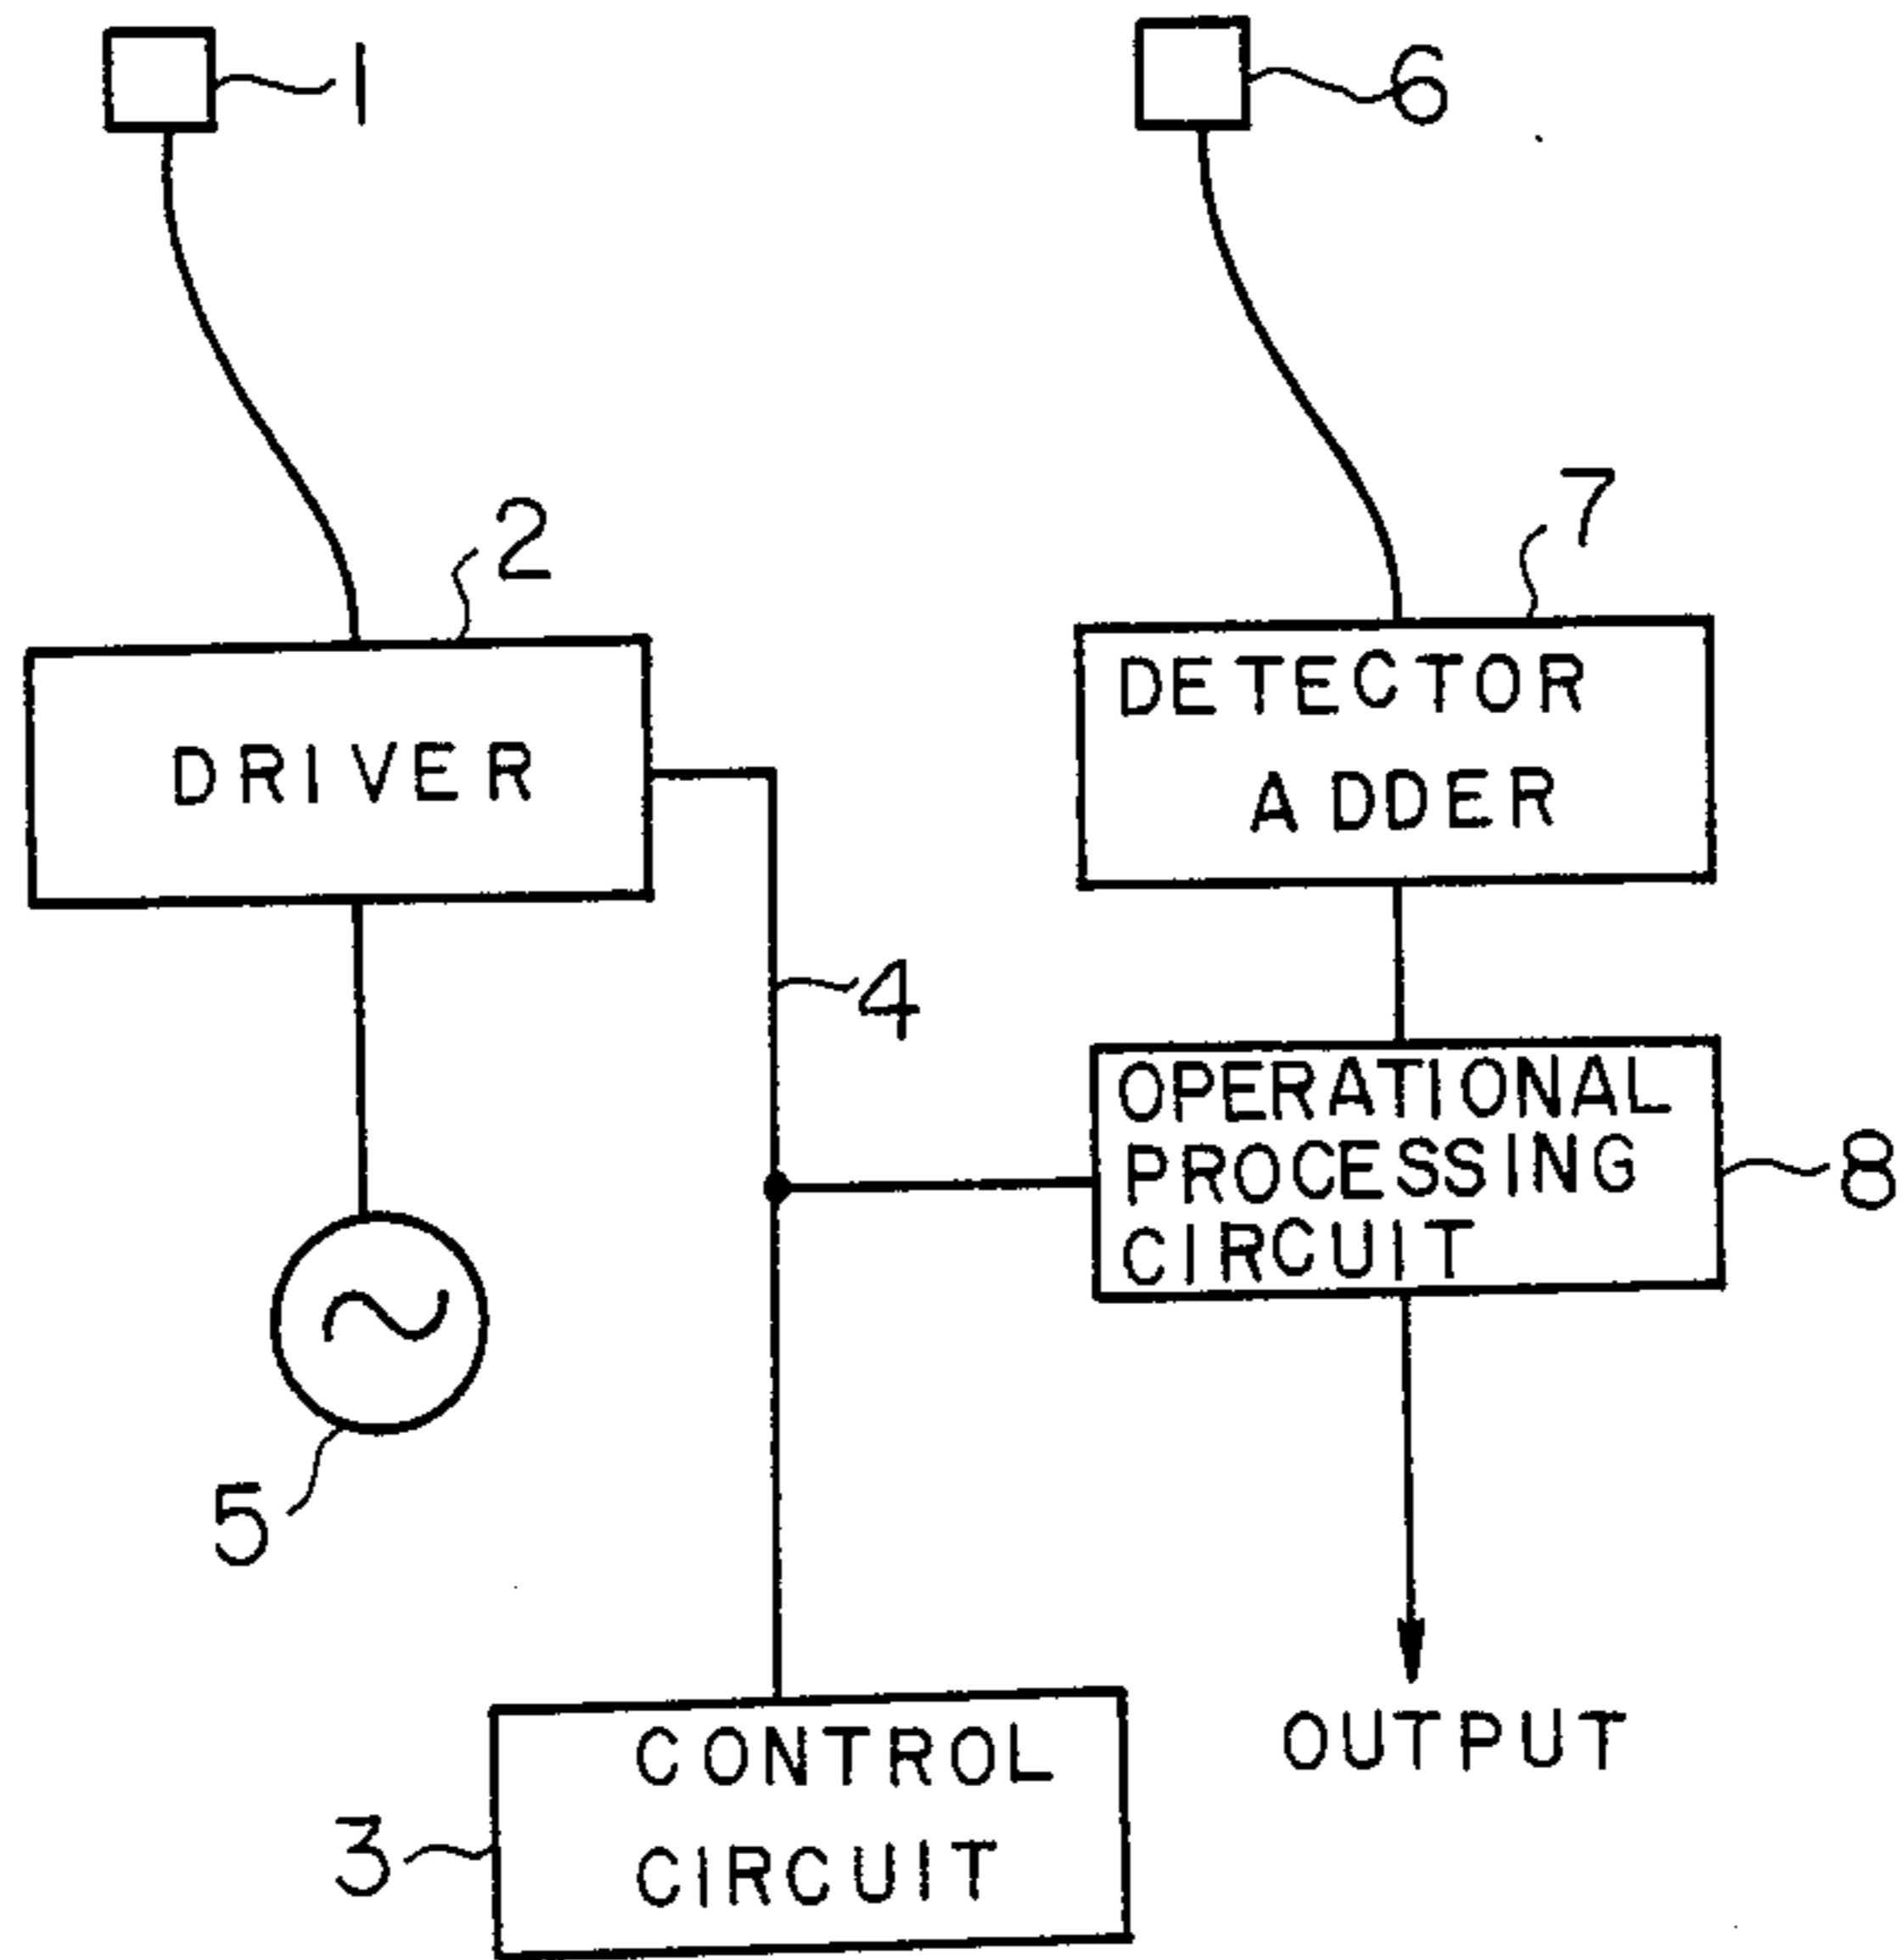 1
6
2
7
DRIVER
DETECTOR
ADDER
4
OPERATIONAL
PROCESSING
CIRCUIT
8
5
OUTPUT
CONTROL
CIRCUIT
3